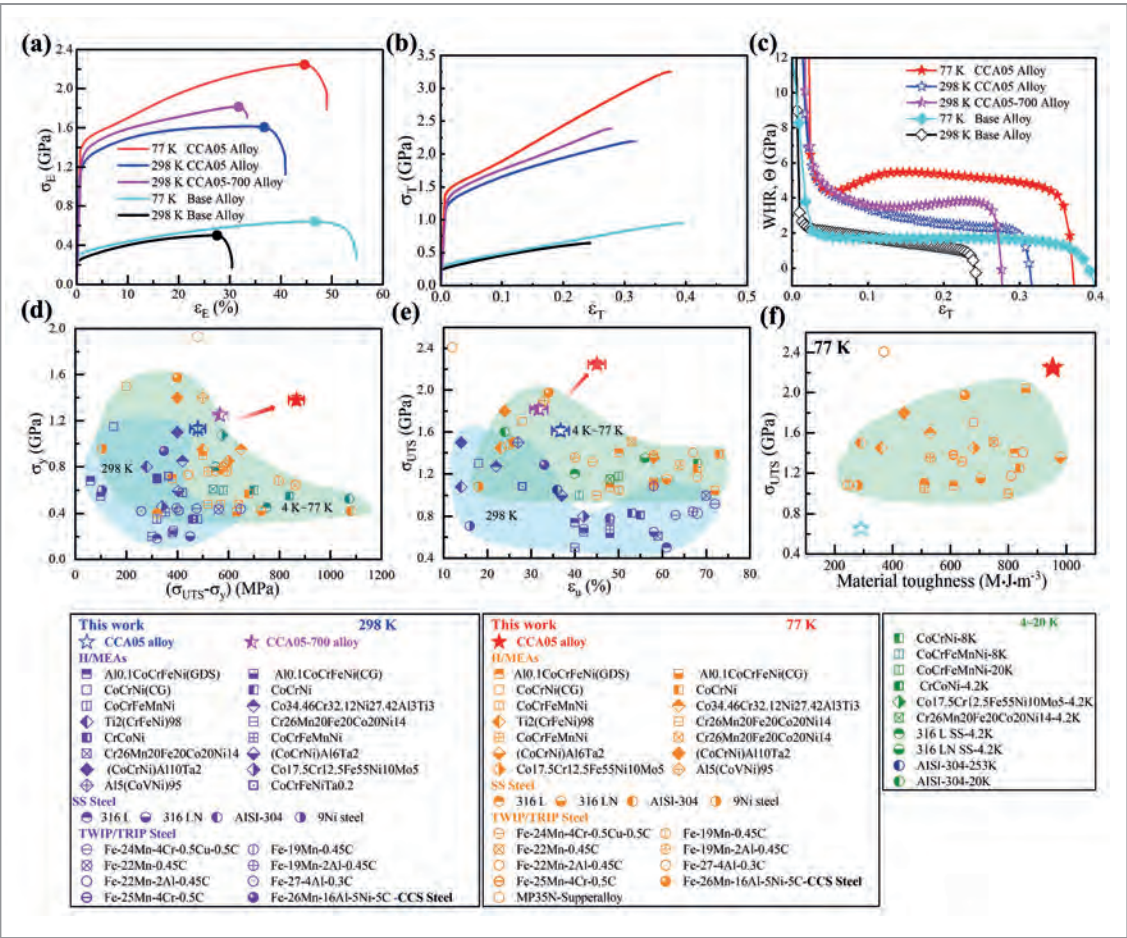 (a)
2.4
2.0
1.6
1.2
0.8
0.4
0.0
σE (GPa)
77 K CCA05 Alloy
298 K CCA05 Alloy
298 K CCA05-700 Alloy
77 K Base Alloy
298 K Base Alloy
0 10 20 30 40 50 60
εE (%)
(b)
3.5
3.0
2.5
2.0
1.5
1.0
0.5
0.0
σT (GPa)
0.0 0.1 0.2 0.3 0.4 0.5
εT
(c)
12
10
8
6
4
2
0
WHR, Θ (GPa)
77 K CCA05 Alloy
298 K CCA05 Alloy
298 K CCA05-700 Alloy
77 K Base Alloy
298 K Base Alloy
0.0 0.1 0.2 0.3 0.4
εT
(d)
2.0
1.6
1.2
0.8
0.4
0.0
σy (GPa)
298 K
4 K~77 K
0 200 400 600 800 1000 1200
(σUTS-σy) (MPa)
(e)
2.4
2.0
1.6
1.2
0.8
0.4
σUTS (GPa)
4 K~77 K
298 K
10 20 30 40 50 60 70 80
εu (%)
(f)
77 K
2.4
2.0
1.6
1.2
0.8
0.4
σUTS (GPa)
200 400 600 800 1000
Material toughness (M·J·m⁻³)
This work 298 K
CCA05 alloy CCA05-700 alloy
H/MEAs
Al0.1CoCrFeNi(GDS) Al0.1CoCrFeNi(CG)
CoCrNi(CG) CoCrNi
CoCrFeMnNi Co34.46Cr32.12Ni27.42Al3Ti3
Ti2(CrFeNi)98 Cr26Mn20Fe20Co20Ni14
CrCoNi CoCrFeMnNi
Cr26Mn20Fe20Co20Ni14 (CoCrNi)Al6Ta2
(CoCrNi)Al10Ta2 Co17.5Cr12.5Fe55Ni10Mo5
Al5(CoVNi)95 CoCrFeNiTa0.2
SS Steel
316 L 316 LN AISI-304 9Ni steel
TWIP/TRIP Steel
Fe-24Mn-4Cr-0.5Cu-0.5C Fe-19Mn-0.45C
Fe-22Mn-0.45C Fe-19Mn-2Al-0.45C
Fe-22Mn-2Al-0.45C Fe-27-4Al-0.3C
Fe-25Mn-4Cr-0.5C Fe-26Mn-16Al-5Ni-5C -CCS Steel
This work 77 K
CCA05 alloy
H/MEAs
Al0.1CoCrFeNi(GDS) Al0.1CoCrFeNi(CG)
CoCrNi(CG) CoCrNi
CoCrFeMnNi Co34.46Cr32.12Ni27.42Al3Ti3
Ti2(CrFeNi)98 Cr26Mn20Fe20Co20Ni14
CrCoNi CoCrFeMnNi
Cr26Mn20Fe20Co20Ni14 Cr26Mn20Fe20Co20Ni14
(CoCrNi)Al6Ta2 (CoCrNi)Al10Ta2
Co17.5Cr12.5Fe55Ni10Mo5 Al5(CoVNi)95
SS Steel
316 L 316 LN AISI-304 9Ni steel
TWIP/TRIP Steel
Fe-24Mn-4Cr-0.5Cu-0.5C Fe-19Mn-0.45C
Fe-22Mn-0.45C Fe-19Mn-2Al-0.45C
Fe-22Mn-2Al-0.45C Fe-27-4Al-0.3C
Fe-25Mn-4Cr-0.5C Fe-26Mn-16Al-5Ni-5C-CCS Steel
MP35N-Supperalloy
4~20 K
CoCrNi-8K
CoCrFeMnNi-8K
CoCrFeMnNi-20K
CrCoNi-4.2K
Co17.5Cr12.5Fe55Ni10Mo5-4.2K
Cr26Mn20Fe20Co20Ni14-4.2K
316 L SS-4.2K
316 LN SS-4.2K
AISI-304-253K
AISI-304-20K